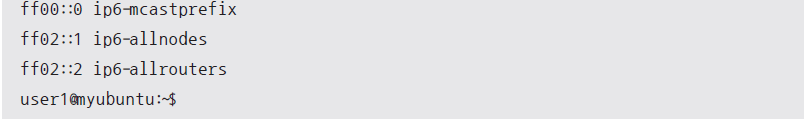 ff00::0 ip6-mcastprefix
ff02::1 ip6-allnodes
ff02::2 ip6-allrouters
user1@myubuntu:~$